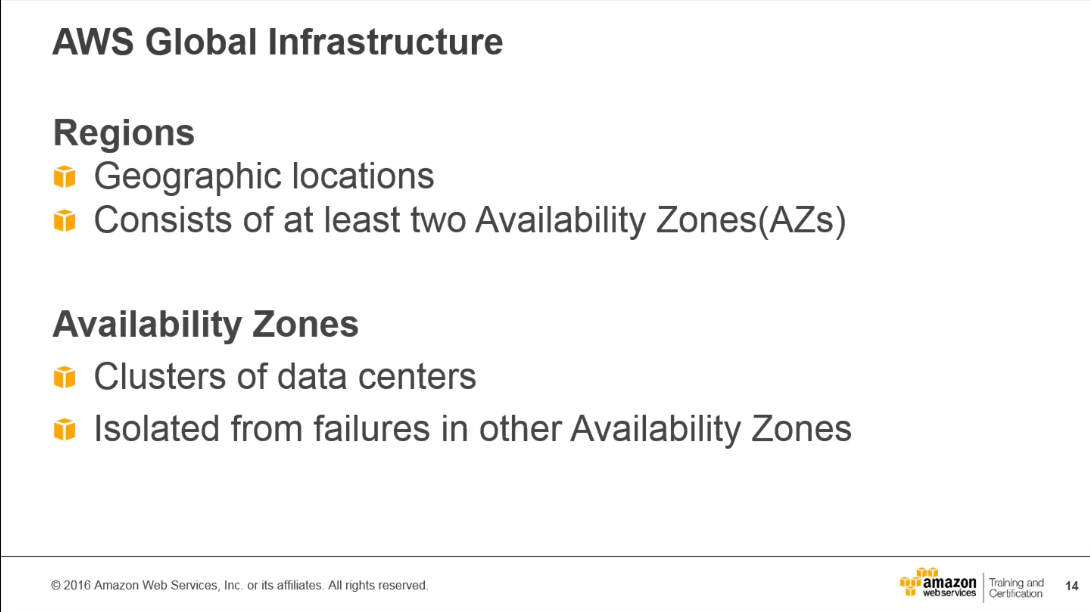 AWS Global Infrastructure
Regions
Geographic locations
Consists of at least two Availability Zones(AZs)
Availability Zones
Clusters of data centers
Isolated from failures in other Availability Zones
© 2016 Amazon Web Services, Inc. or its affiliates. All rights reserved.
amazon
webservices
Training and
Certification
14